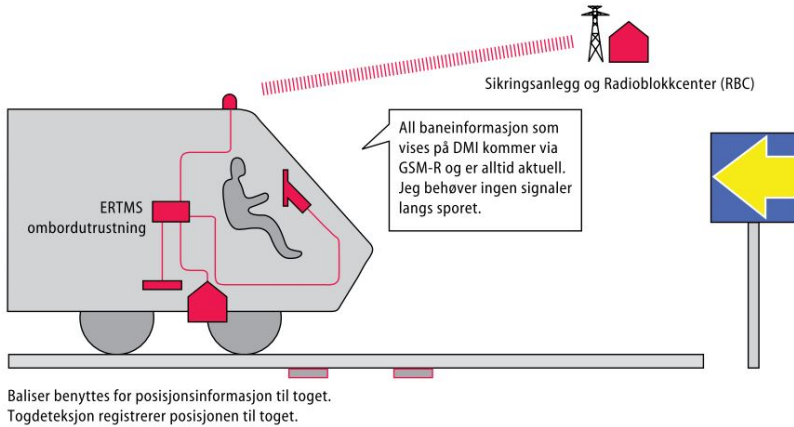 Sikringsanlegg og Radioblokkcenter (RBC)
All baneinformasjon som
vises på DMI kommer via
GSM-R og er alltid aktuell.
Jeg behøver ingen signaler
langs sporet.
ERTMS
ombordutrustning
Baliser benyttes for posisjonsinformasjon til toget.
Togdeteksjon registrerer posisjonen til toget.